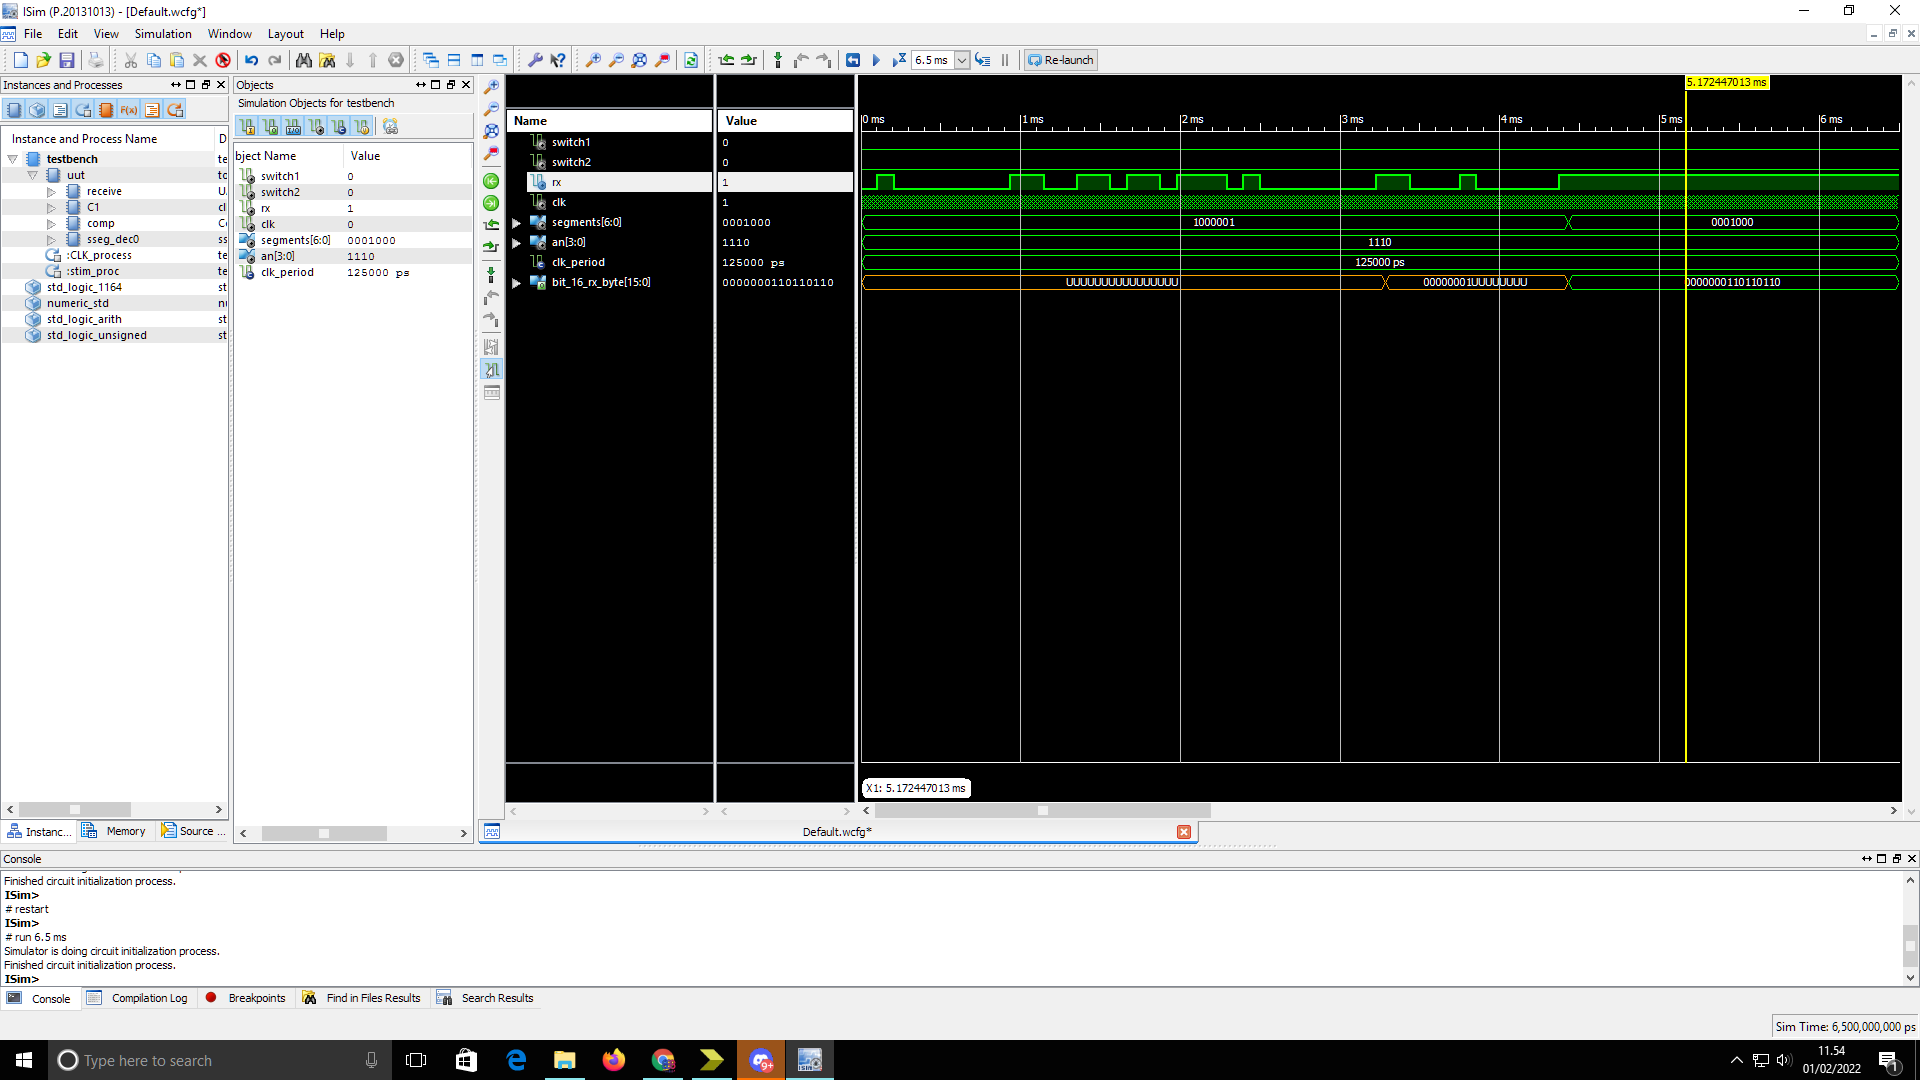 ISim (P.20131013) - [Default.wcfg*]
File Edit View Simulation Window Layout Help
6.5 ms Re-launch
Instances and Processes
Instance and Process Name D
testbench te
uut to
receive U
C1 cl
comp C
sseg_dec0 ss
:CLK_process te
:stim_proc te
std_logic_1164 st
numeric_std nu
std_logic_arith st
std_logic_unsigned st
Instanc... Memory Source ...
Objects
Simulation Objects for testbench
bject Name Value
switch1 0
switch2 0
rx 1
clk 0
segments[6:0] 0001000
an[3:0] 1110
clk_period 125000 ps
Name Value
switch1 0
switch2 0
rx 1
clk 1
segments[6:0] 0001000
an[3:0] 1110
clk_period 125000 ps
bit_16_rx_byte[15:0] 0000000110110110
5.172447013 ms
0 ms 1 ms 2 ms 3 ms 4 ms 5 ms 6 ms
1000001 0001000
1110
125000 ps
UUUUUUUUUUUUUUUU 00000001UUUUUUUU 0000000110110110
X1: 5.172447013 ms
Default.wcfg*
Console
Finished circuit initialization process.
ISim>
# restart
ISim>
# run 6.5 ms
Simulator is doing circuit initialization process.
Finished circuit initialization process.
ISim>
Console Compilation Log Breakpoints Find in Files Results Search Results
Sim Time: 6,500,000,000 ps
Type here to search
9+
ISim
11.54
01/02/2022
1